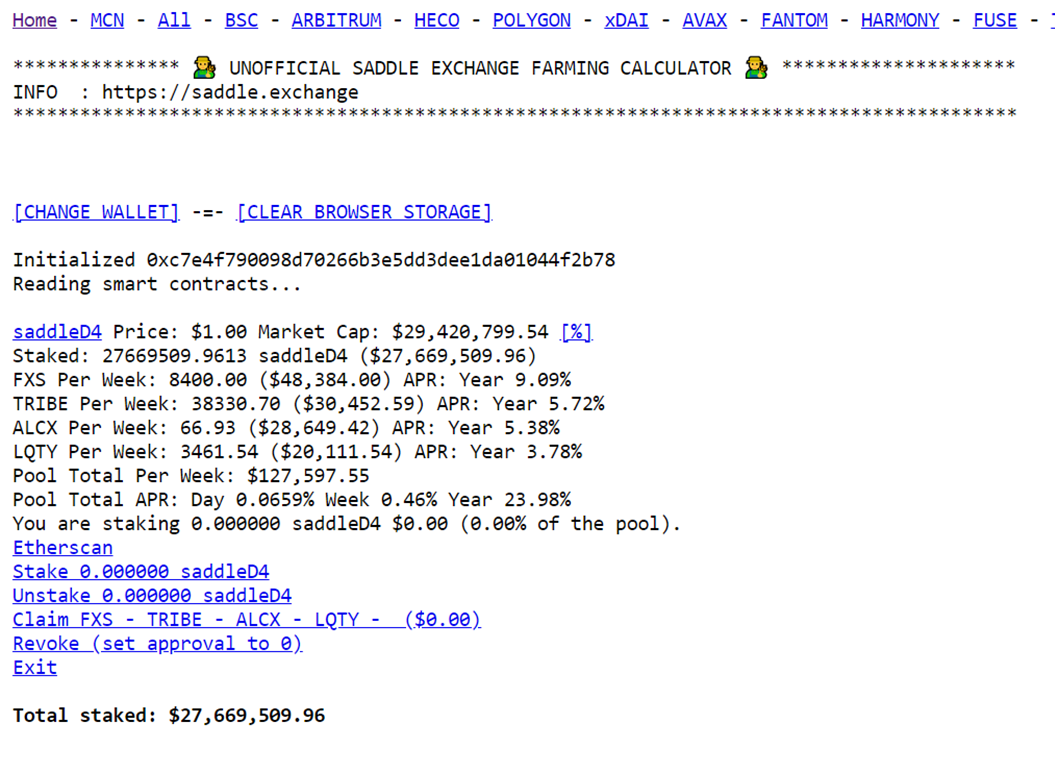 Home - MCN - All - BSC - ARBITRUM - HECO - POLYGON - xDAI - AVAX - FANTOM - HARMONY - FUSE -
*************** 👨‍🌾 UNOFFICIAL SADDLE EXCHANGE FARMING CALCULATOR 👨‍🌾 *********************
INFO : https://saddle.exchange
******************************************************************************************
[CHANGE WALLET] -=- [CLEAR BROWSER STORAGE]
Initialized 0xc7e4f790098d70266b3e5dd3dee1da01044f2b78
Reading smart contracts...
saddleD4 Price: $1.00 Market Cap: $29,420,799.54 [%]
Staked: 27669509.9613 saddleD4 ($27,669,509.96)
FXS Per Week: 8400.00 ($48,384.00) APR: Year 9.09%
TRIBE Per Week: 38330.70 ($30,452.59) APR: Year 5.72%
ALCX Per Week: 66.93 ($28,649.42) APR: Year 5.38%
LQTY Per Week: 3461.54 ($20,111.54) APR: Year 3.78%
Pool Total Per Week: $127,597.55
Pool Total APR: Day 0.0659% Week 0.46% Year 23.98%
You are staking 0.000000 saddleD4 $0.00 (0.00% of the pool).
Etherscan
Stake 0.000000 saddleD4
Unstake 0.000000 saddleD4
Claim FXS - TRIBE - ALCX - LQTY -  ($0.00)
Revoke (set approval to 0)
Exit
Total staked: $27,669,509.96